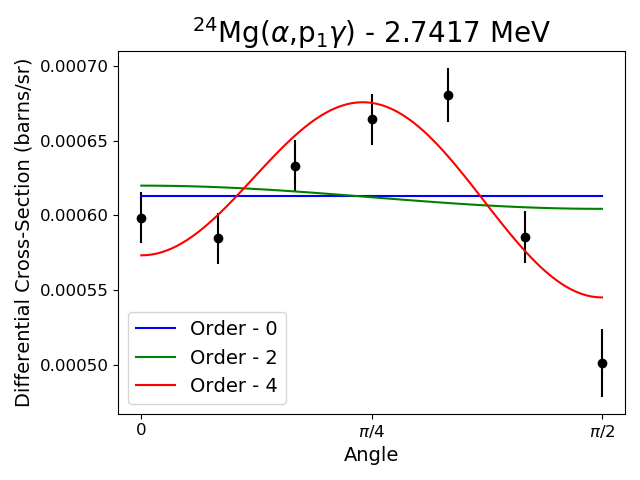 ²⁴Mg(α,p₁γ) - 2.7417 MeV
Differential Cross-Section (barns/sr)
0.00070
0.00065
0.00060
0.00055
0.00050
Order - 0
Order - 2
Order - 4
0
π/4
π/2
Angle